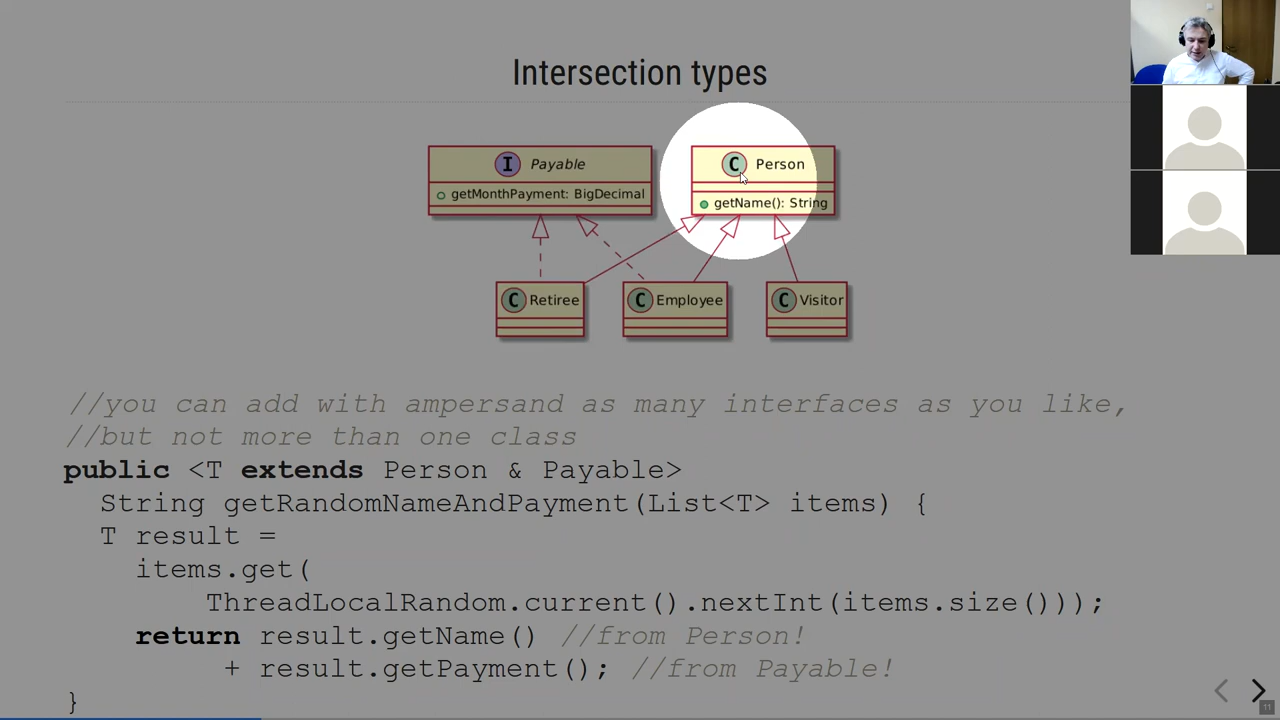 Intersection types
I Payable
getMonthPayment: BigDecimal
C Person
getName(): String
C Retiree
C Employee
C Visitor
//you can add with ampersand as many interfaces as you like,
//but not more than one class
public <T extends Person & Payable>
String getRandomNameAndPayment(List<T> items) {
T result =
items.get(
ThreadLocalRandom.current().nextInt(items.size()));
return result.getName() //from Person!
+ result.getPayment(); //from Payable!
}
11